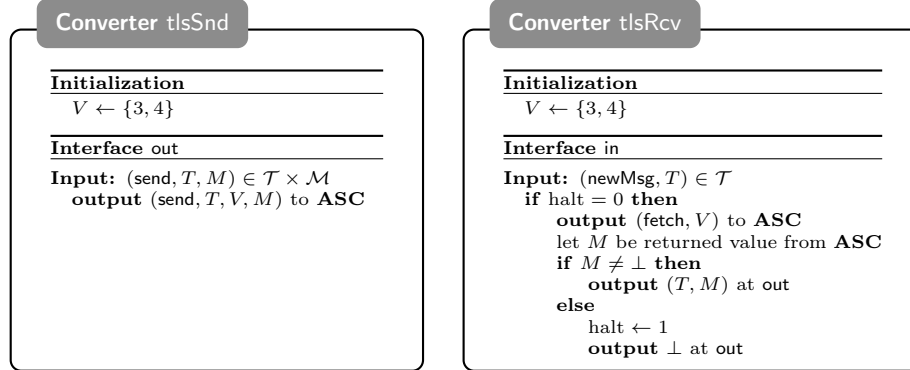 Converter tlsSnd
Initialization
V ← {3, 4}
Interface out
Input: (send, T, M) ∈ 𝒯 × ℳ
output (send, T, V, M) to ASC
Converter tlsRcv
Initialization
V ← {3, 4}
Interface in
Input: (newMsg, T) ∈ 𝒯
if halt = 0 then
output (fetch, V) to ASC
let M be returned value from ASC
if M ≠ ⊥ then
output (T, M) at out
else
halt ← 1
output ⊥ at out